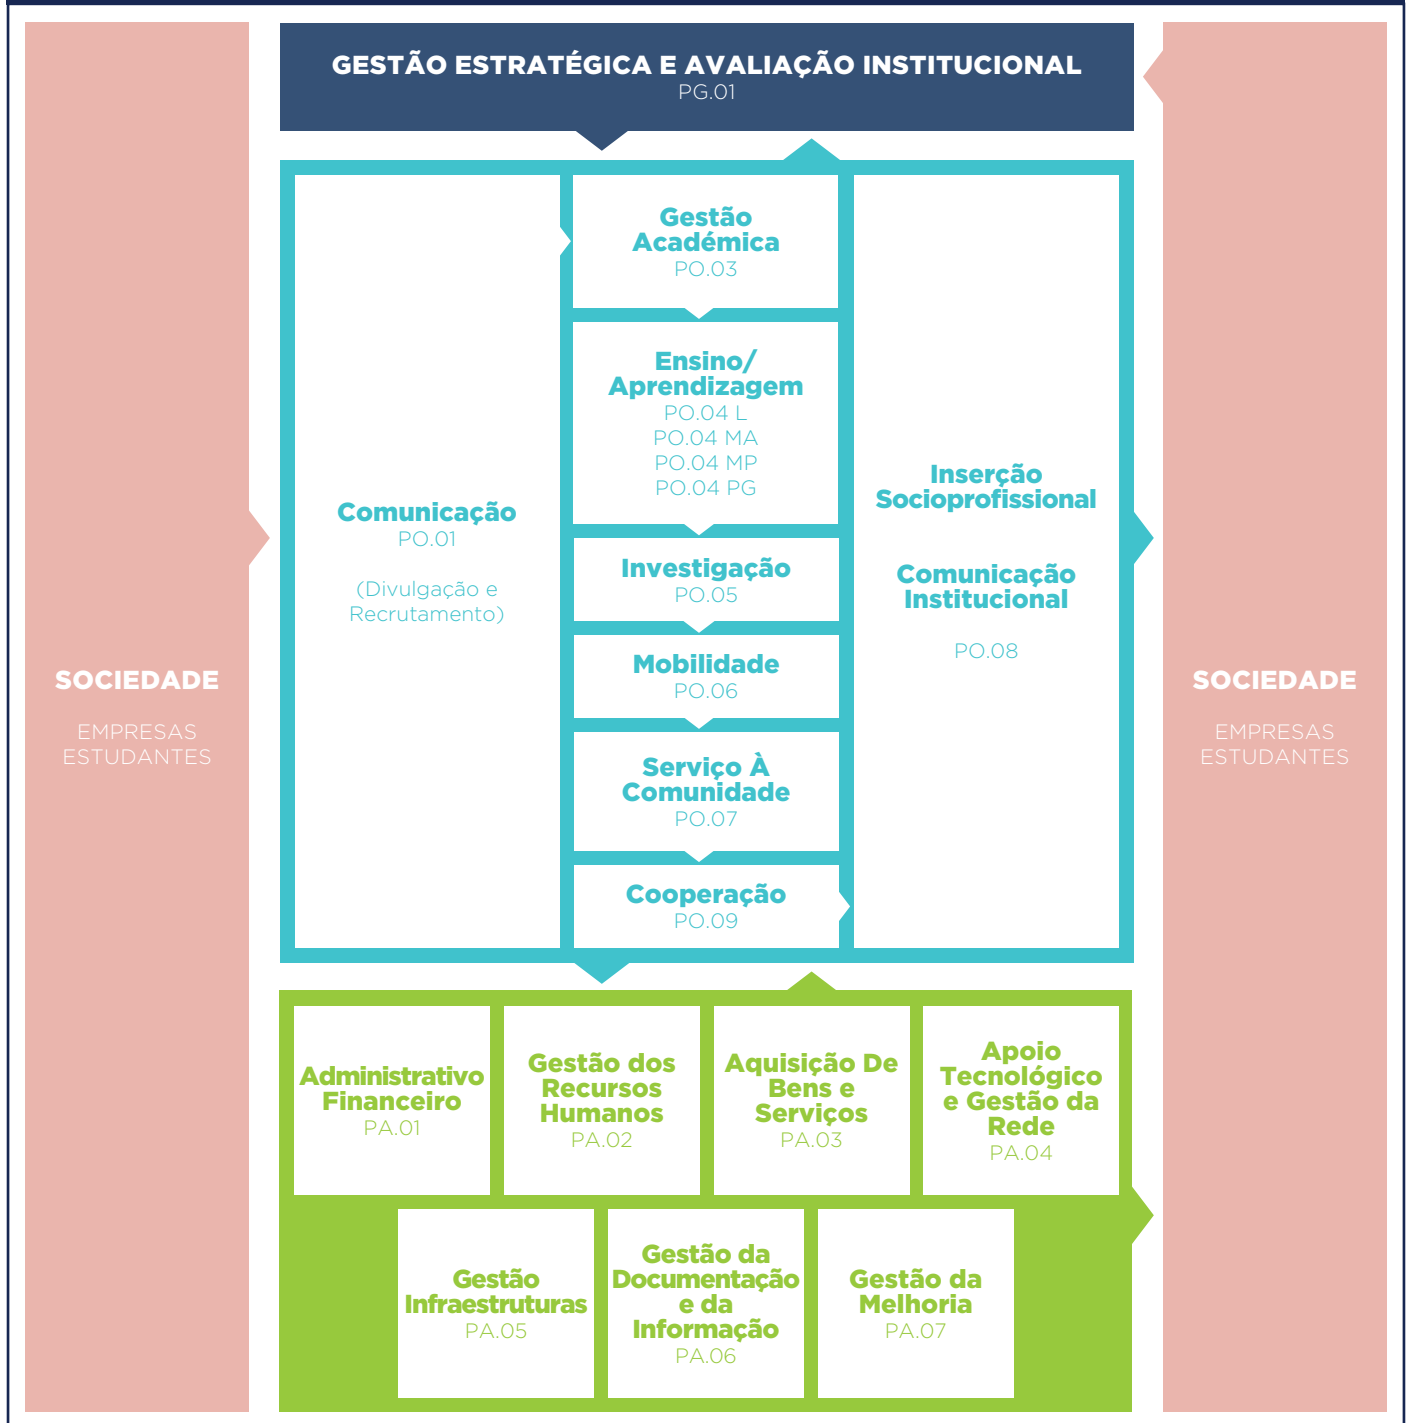 GESTÃO ESTRATÉGICA E AVALIAÇÃO INSTITUCIONAL
PG.01
SOCIEDADE
EMPRESAS
ESTUDANTES
Comunicação
PO.01
(Divulgação e
Recrutamento)
Gestão
Académica
PO.03
Ensino/
Aprendizagem
PO.04 L
PO.04 MA
PO.04 MP
PO.04 PG
Investigação
PO.05
Mobilidade
PO.06
Serviço À
Comunidade
PO.07
Cooperação
PO.09
Inserção
Socioprofissional
Comunicação
Institucional
PO.08
SOCIEDADE
EMPRESAS
ESTUDANTES
Administrativo
Financeiro
PA.01
Gestão dos
Recursos
Humanos
PA.02
Aquisição De
Bens e
Serviços
PA.03
Apoio
Tecnológico
e Gestão da
Rede
PA.04
Gestão
Infraestruturas
PA.05
Gestão da
Documentação
e da
Informação
PA.06
Gestão da
Melhoria
PA.07